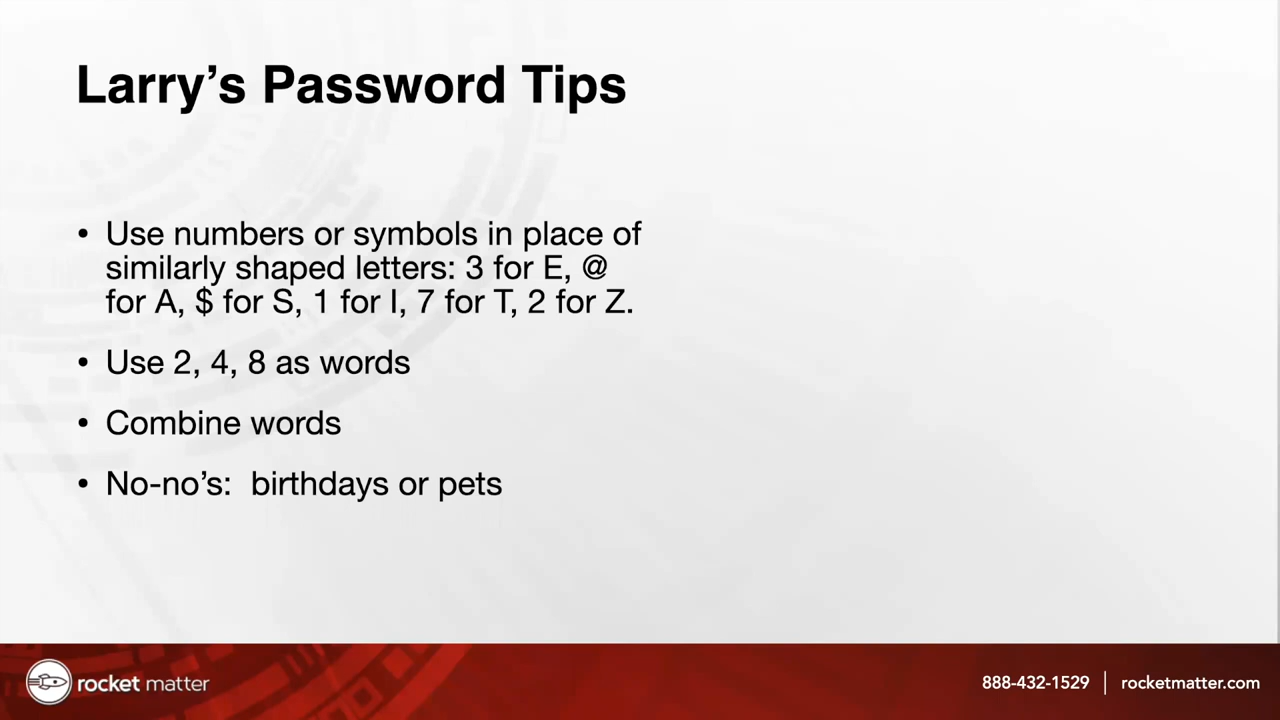 Larry’s Password Tips
• Use numbers or symbols in place of
similarly shaped letters: 3 for E, @
for A, $ for S, 1 for I, 7 for T, 2 for Z.
• Use 2, 4, 8 as words
• Combine words
• No-no’s:  birthdays or pets
rocket matter
888-432-1529 | rocketmatter.com